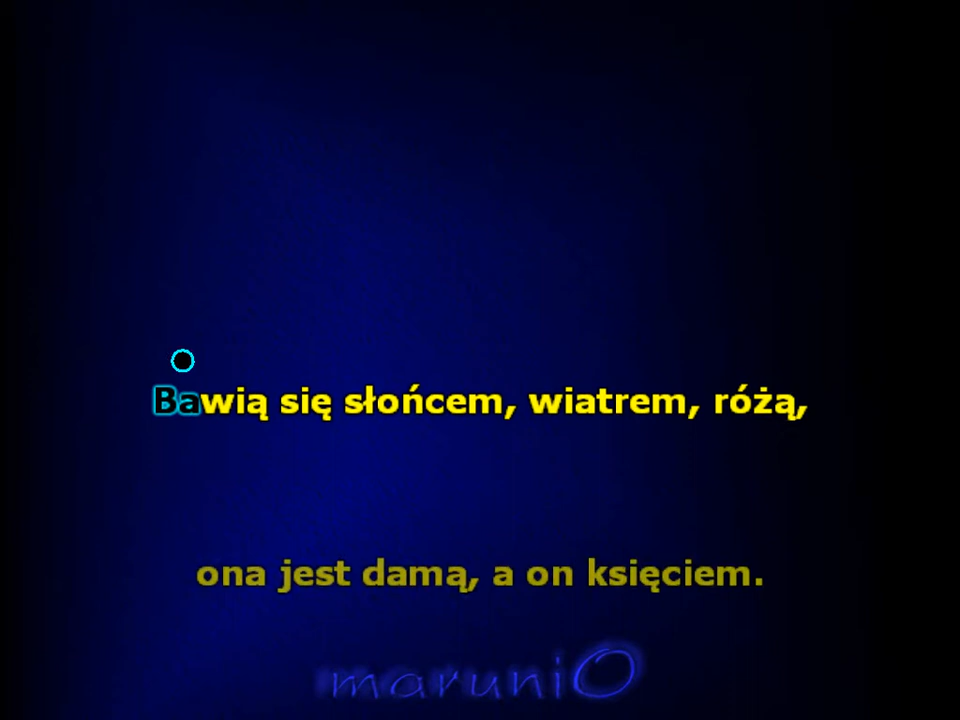 Bawią się słońcem, wiatrem, różą,
ona jest damą, a on księciem.
maruniO